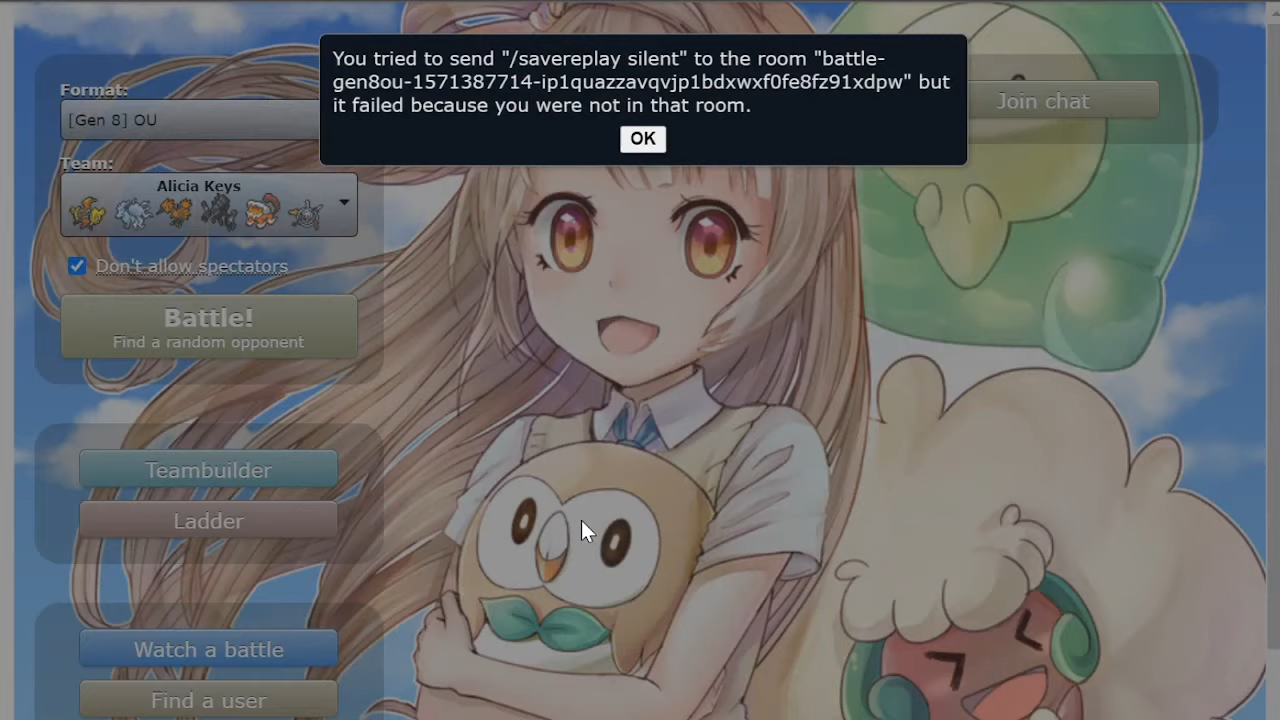 You tried to send "/savereplay silent" to the room "battle-
gen8ou-1571387714-ip1quazzavqvjp1bdxwxf0fe8fz91xdpw" but
it failed because you were not in that room.
OK
Format:
[Gen 8] OU
Team:
Alicia Keys
Don't allow spectators
Battle!
Find a random opponent
Join chat
Teambuilder
Ladder
Watch a battle
Find a user